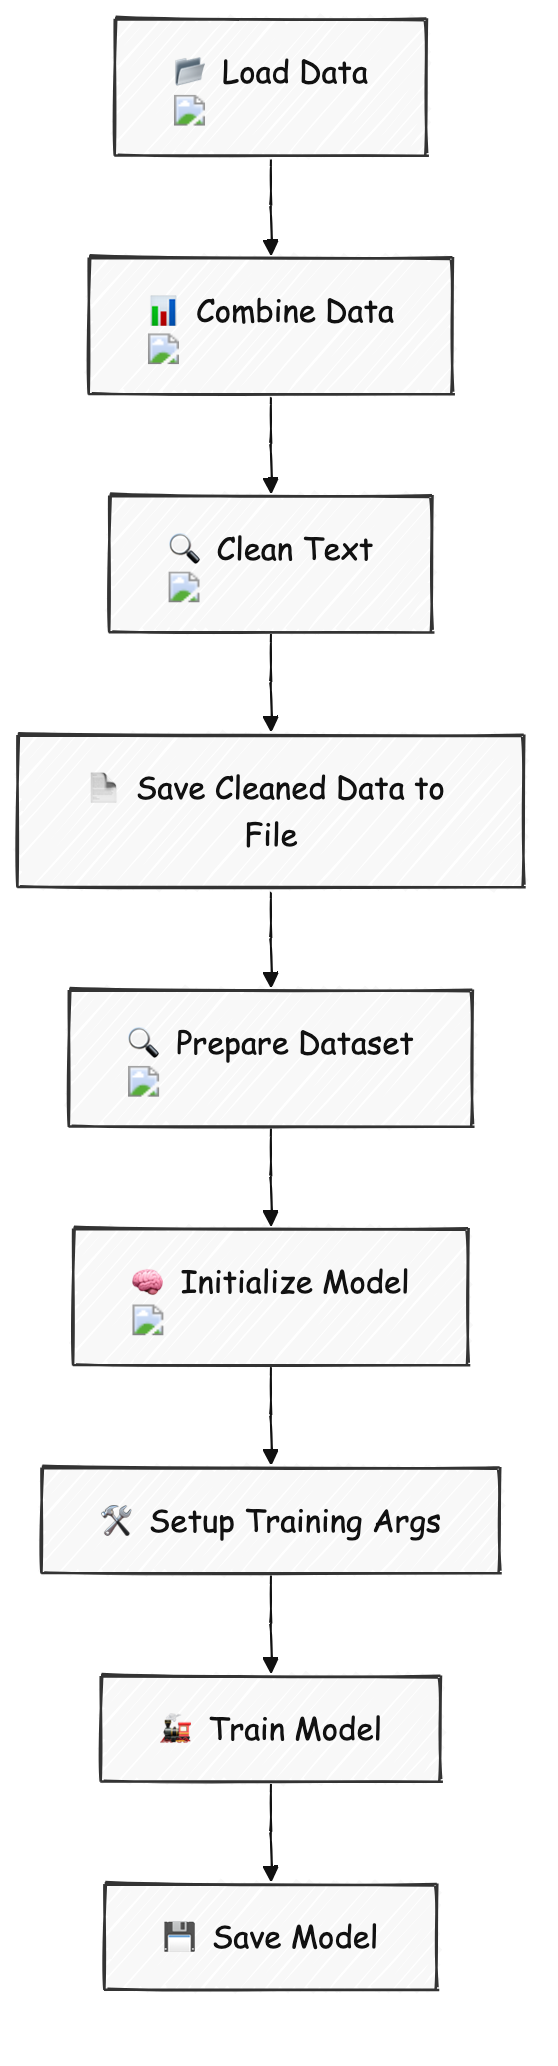 Load Data
Combine Data
Clean Text
Save Cleaned Data to
File
Prepare Dataset
Initialize Model
Setup Training Args
Train Model
Save Model